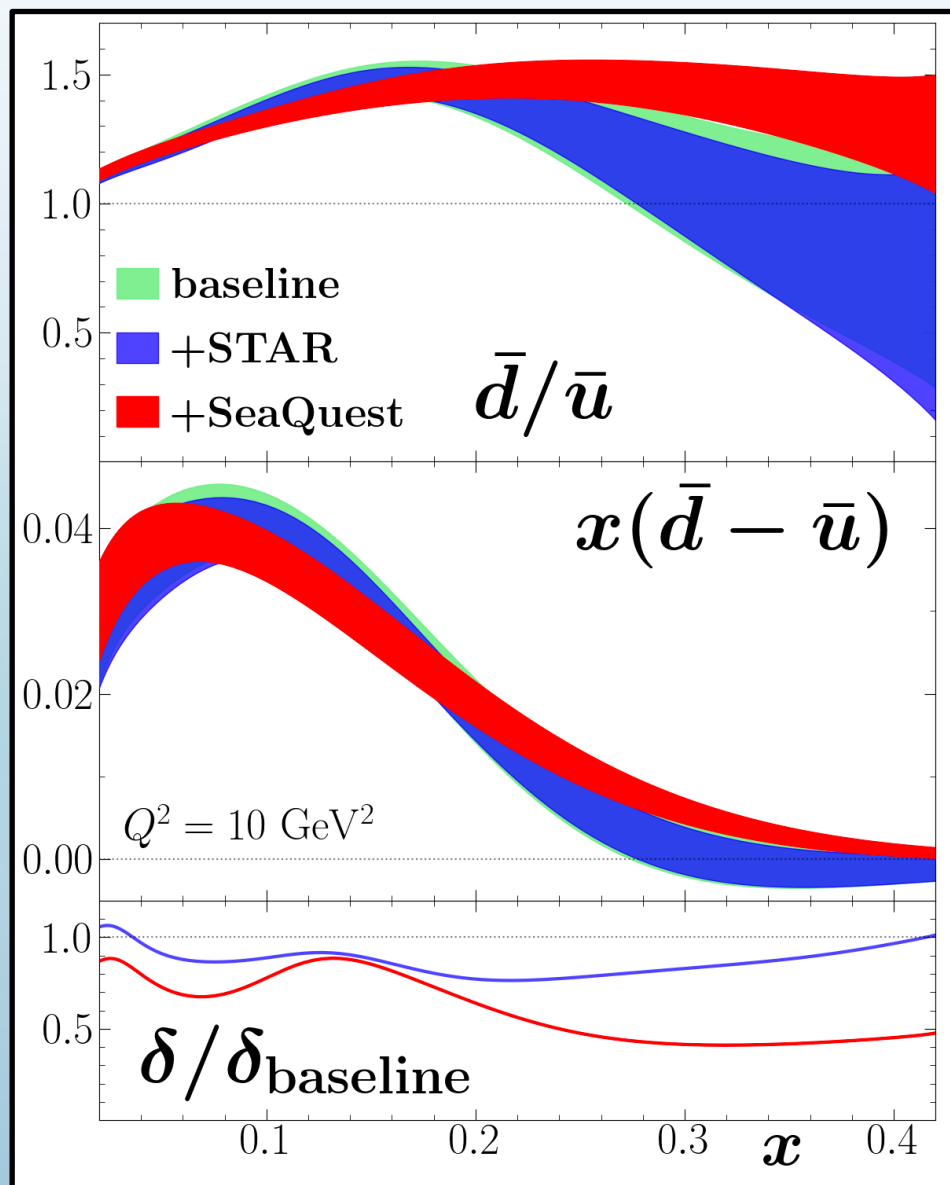 1.5
1.0
0.5
baseline
+STAR
+SeaQuest
d̄/ū
0.04
0.02
0.00
x(d̄ − ū)
Q² = 10 GeV²
1.0
0.5
δ/δbaseline
0.1
0.2
0.3
x
0.4